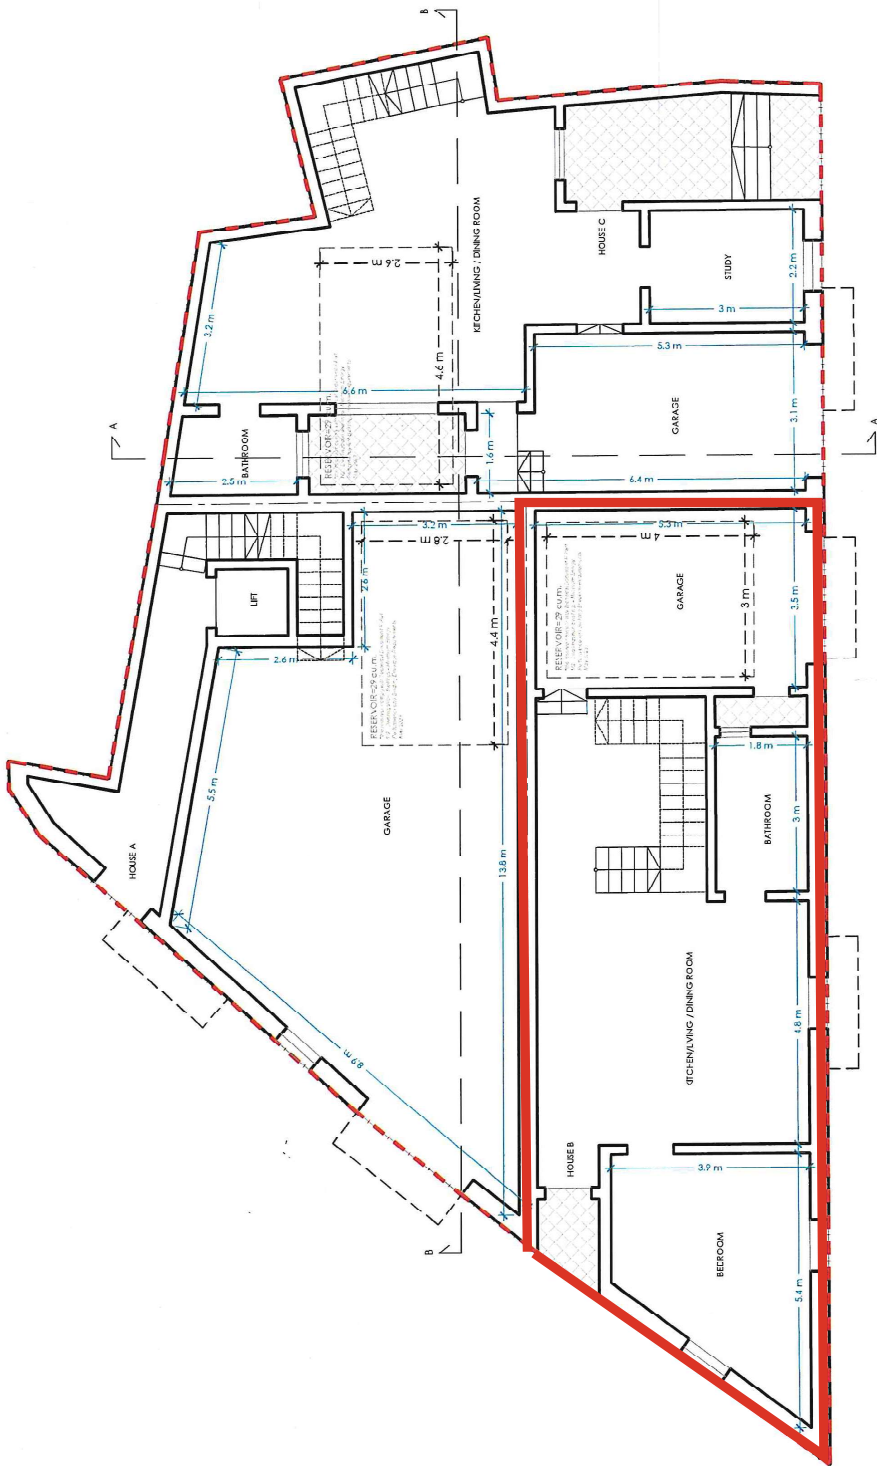 B
HOUSE C
STUDY
2.2 m
3 m
2.6 m
KITCHEN/LIVING / DINING ROOM
3.2 m
4.6 m
6.6 m
5.3 m
GARAGE
3.1 m
6.4 m
A
A
BATHROOM
2.5 m
RESERVOIR=29 cu.m.
1.6 m
3.2 m
2.8 m
2.6 m
LIFT
2.6 m
4.4 m
RESERVOIR=29 cu.m.
5.3 m
4 m
GARAGE
3 m
3.5 m
RESERVOIR=29 cu.m.
5.5 m
GARAGE
13.8 m
1.8 m
BATHROOM
3 m
HOUSE A
8.9 m
KITCHEN/LIVING / DINING ROOM
4.8 m
HOUSE B
3.9 m
BEDROOM
5.4 m
B